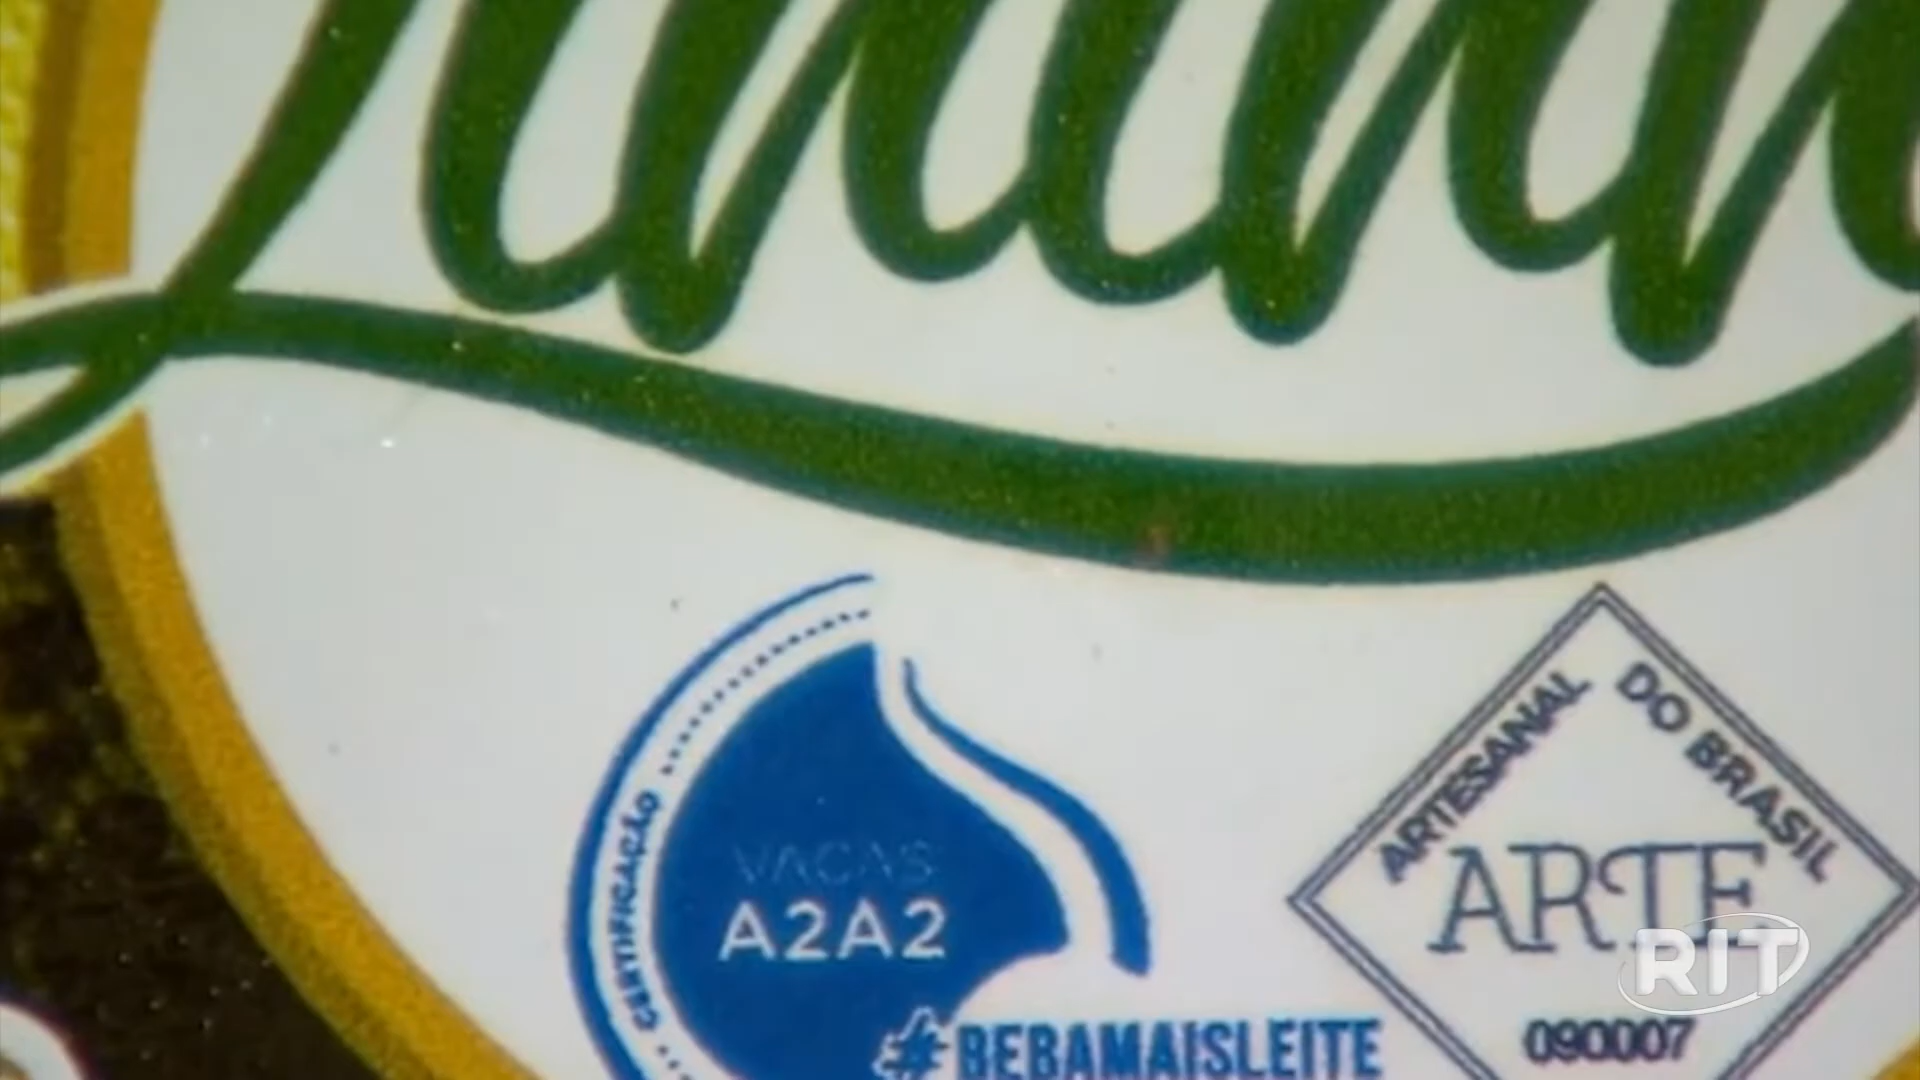 CERTIFICAÇÃO
VACAS
A2A2
#BEBAMAISLEITE
ARTESANAL DO BRASIL
ARTE
090007
RIT